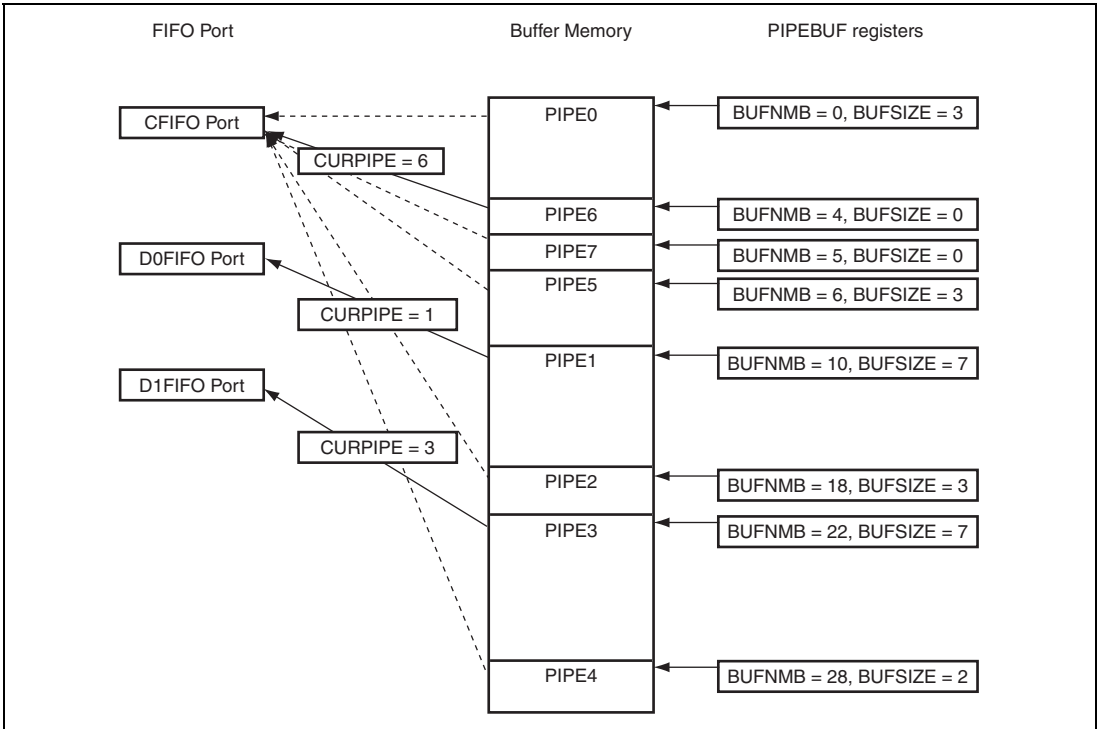 FIFO Port
Buffer Memory
PIPEBUF registers
CFIFO Port
PIPE0
BUFNMB = 0, BUFSIZE = 3
CURPIPE = 6
PIPE6
BUFNMB = 4, BUFSIZE = 0
D0FIFO Port
PIPE7
BUFNMB = 5, BUFSIZE = 0
PIPE5
BUFNMB = 6, BUFSIZE = 3
CURPIPE = 1
PIPE1
BUFNMB = 10, BUFSIZE = 7
D1FIFO Port
CURPIPE = 3
PIPE2
BUFNMB = 18, BUFSIZE = 3
PIPE3
BUFNMB = 22, BUFSIZE = 7
PIPE4
BUFNMB = 28, BUFSIZE = 2